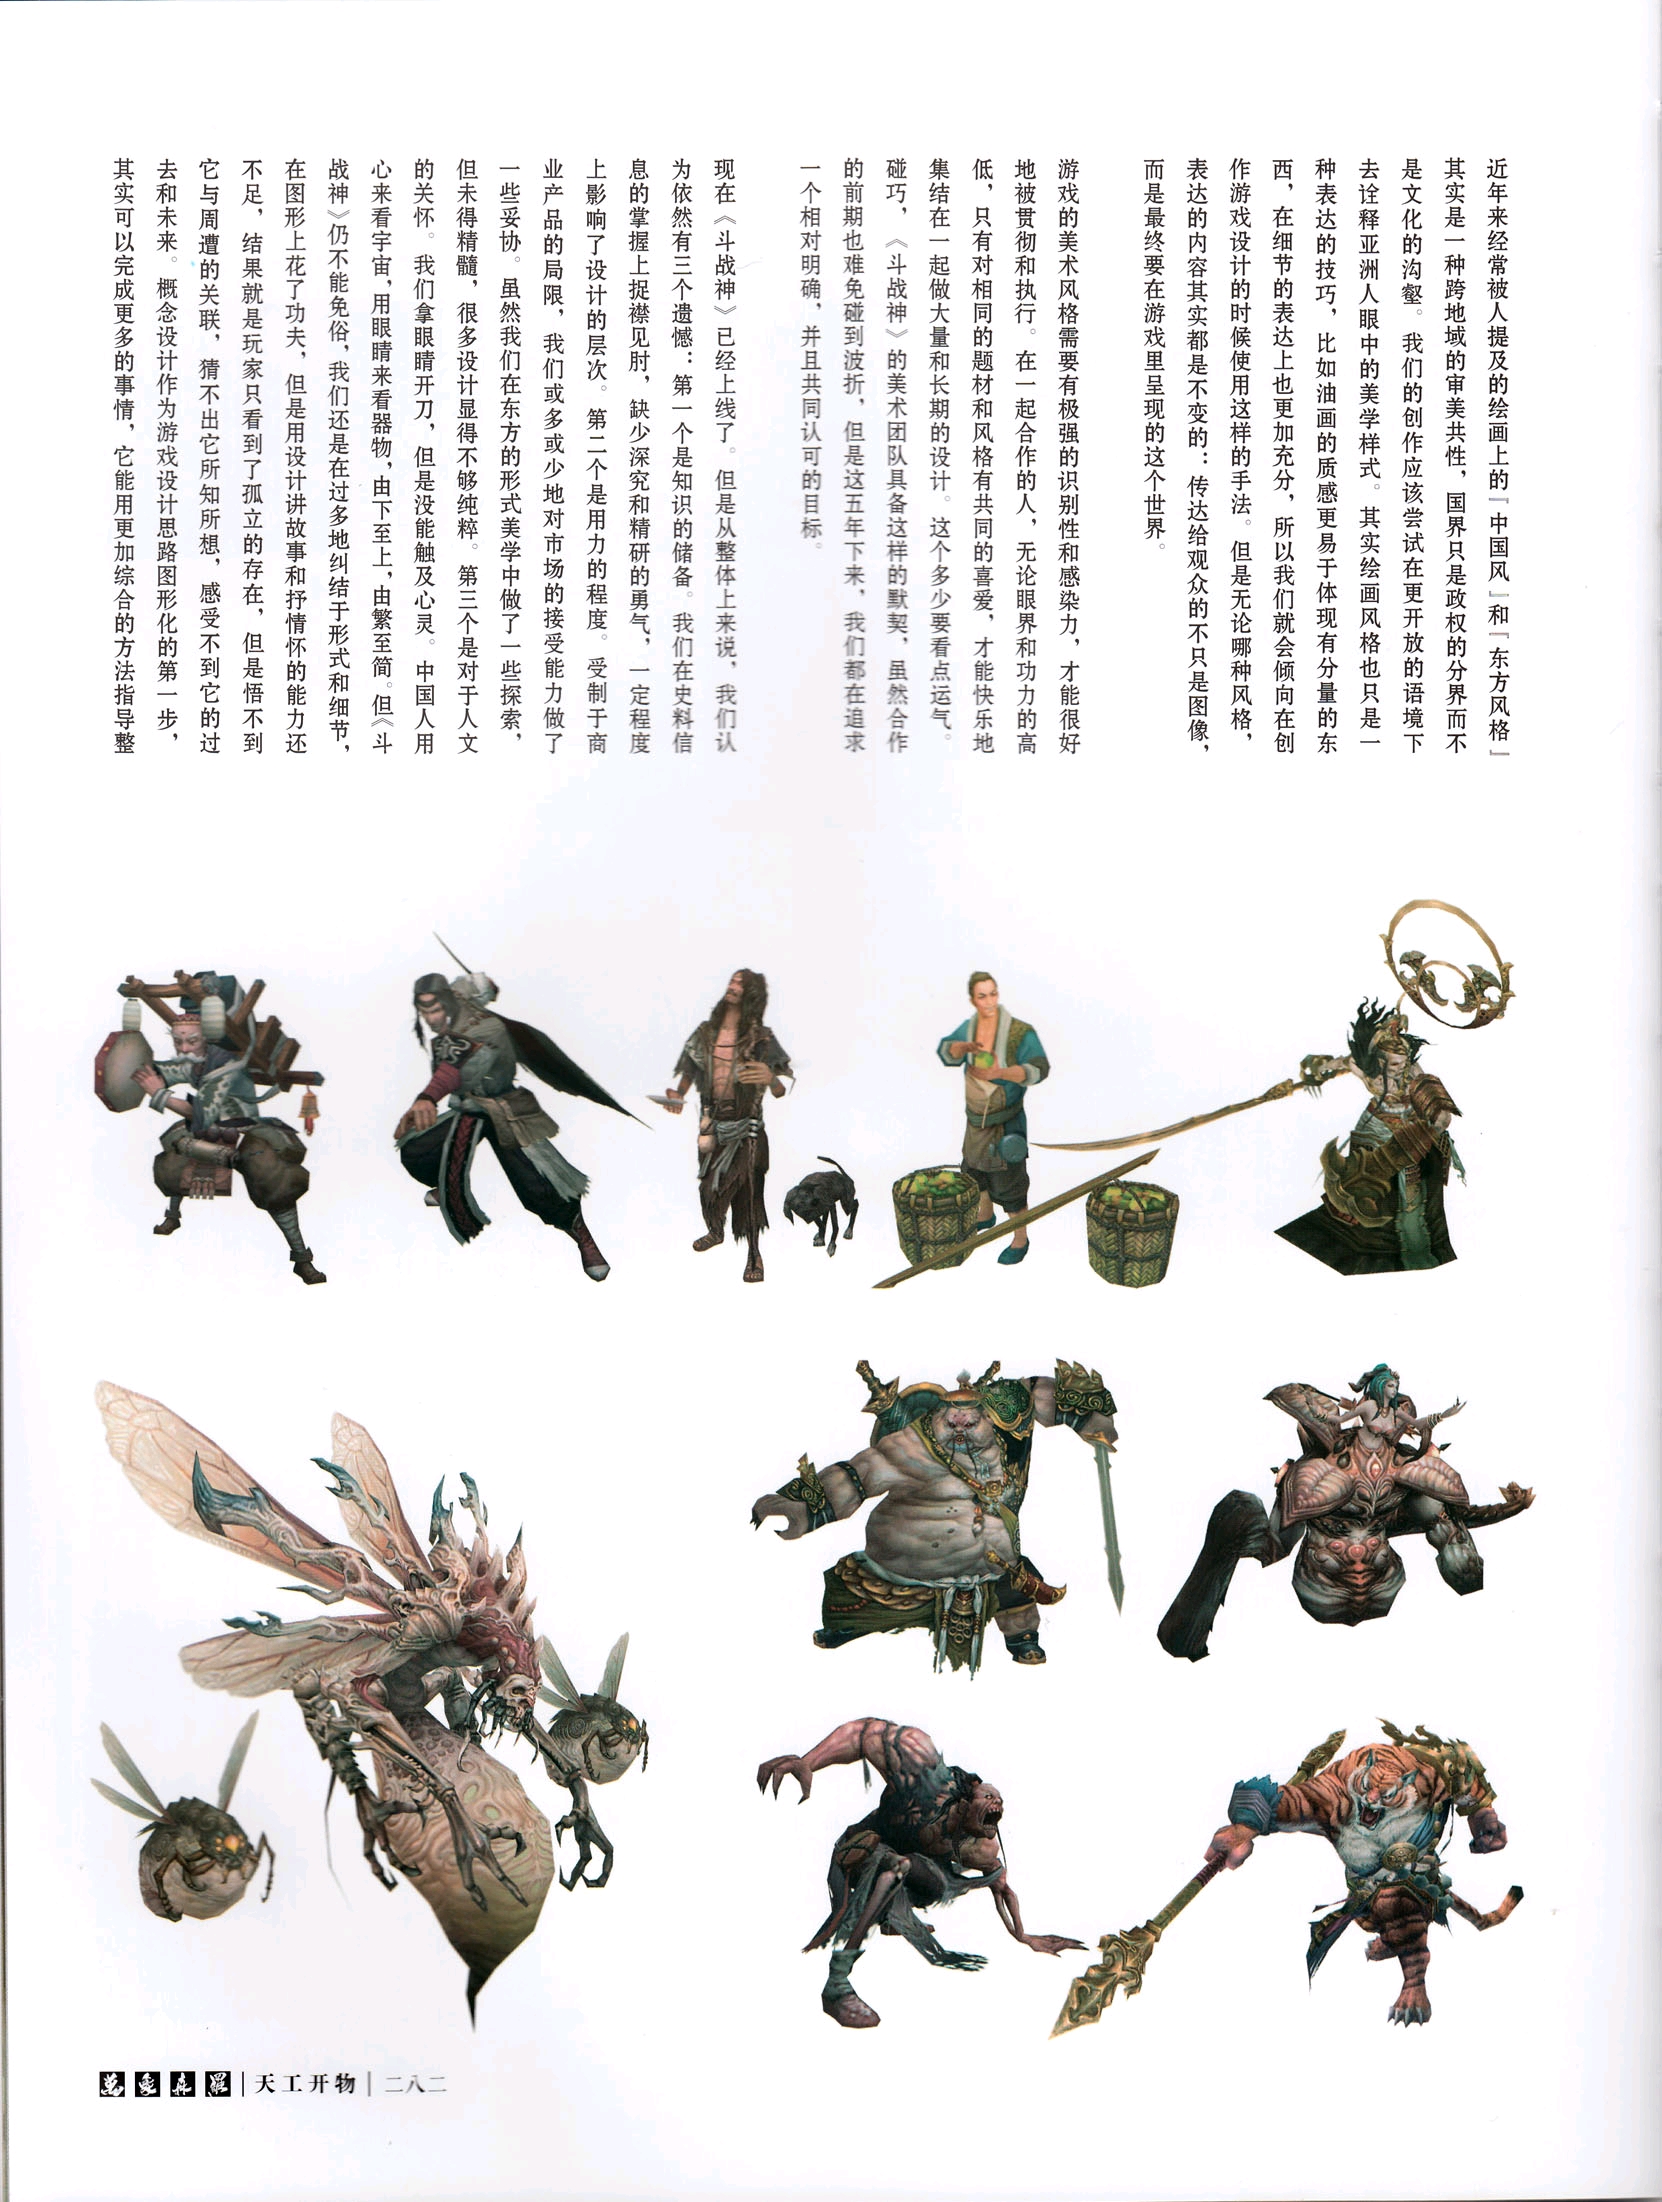 近年来经常被人提及的绘画上的『中国风』和『东方风格』
其实是一种跨地域的审美共性，国界只是政权的分界而不
是文化的沟壑。我们的创作应该尝试在更开放的语境下
去诠释亚洲人眼中的美学样式。其实绘画风格也只是一
种表达的技巧，比如油画的质感更易于体现有分量的东
西，在细节的表达上也更加充分，所以我们就会倾向在创
作游戏设计的时候使用这样的手法。但是无论哪种风格，
表达的内容其实都是不变的：传达给观众的不只是图像，
而是最终要在游戏里呈现的这个世界。
游戏的美术风格需要有极强的识别性和感染力，才能很好
地被贯彻和执行。在一起合作的人，无论眼界和功力的高
低，只有对相同的题材和风格有共同的喜爱，才能快乐地
集结在一起做大量和长期的设计。这个多少要看点运气。
碰巧，《斗战神》的美术团队具备这样的默契，虽然合作
的前期也难免碰到波折，但是这五年下来，我们都在追求
一个相对明确，并且共同认可的目标。
现在《斗战神》已经上线了。但是从整体上来说，我们认
为依然有三个遗憾：第一个是知识的储备。我们在史料信
息的掌握上捉襟见肘，缺少深究和精研的勇气，一定程度
上影响了设计的层次。第二个是用力的程度。受制于商
业产品的局限，我们或多或少地对市场的接受能力做了
一些妥协。虽然我们在东方的形式美学中做了一些探索，
但未得精髓，很多设计显得不够纯粹。第三个是对于人文
的关怀。我们拿眼睛开刀，但是没能触及心灵。中国人用
心来看宇宙，用眼睛来看器物，由下至上，由繁至简。但《斗
战神》仍不能免俗，我们还是在过多地纠结于形式和细节，
在图形上花了功夫，但是用设计讲故事和抒情怀的能力还
不足，结果就是玩家只看到了孤立的存在，但是悟不到
它与周遭的关联，猜不出它所知所想，感受不到它的过
去和未来。概念设计作为游戏设计思路图形化的第一步，
其实可以完成更多的事情，它能用更加综合的方法指导整
萬象森羅|天工开物|二八二